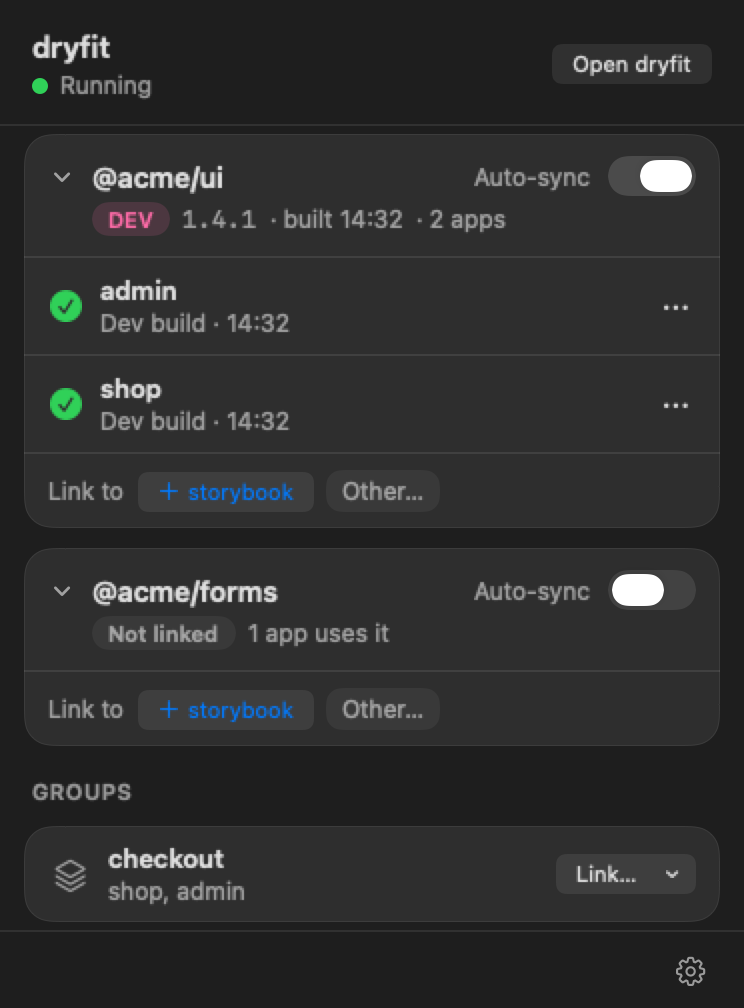 dryfit
Running
Open dryfit
@acme/ui
Auto-sync
DEV 1.4.1 · built 14:32 · 2 apps
admin
Dev build · 14:32
shop
Dev build · 14:32
Link to + storybook Other...
@acme/forms
Auto-sync
Not linked 1 app uses it
Link to + storybook Other...
GROUPS
checkout
shop, admin
Link...